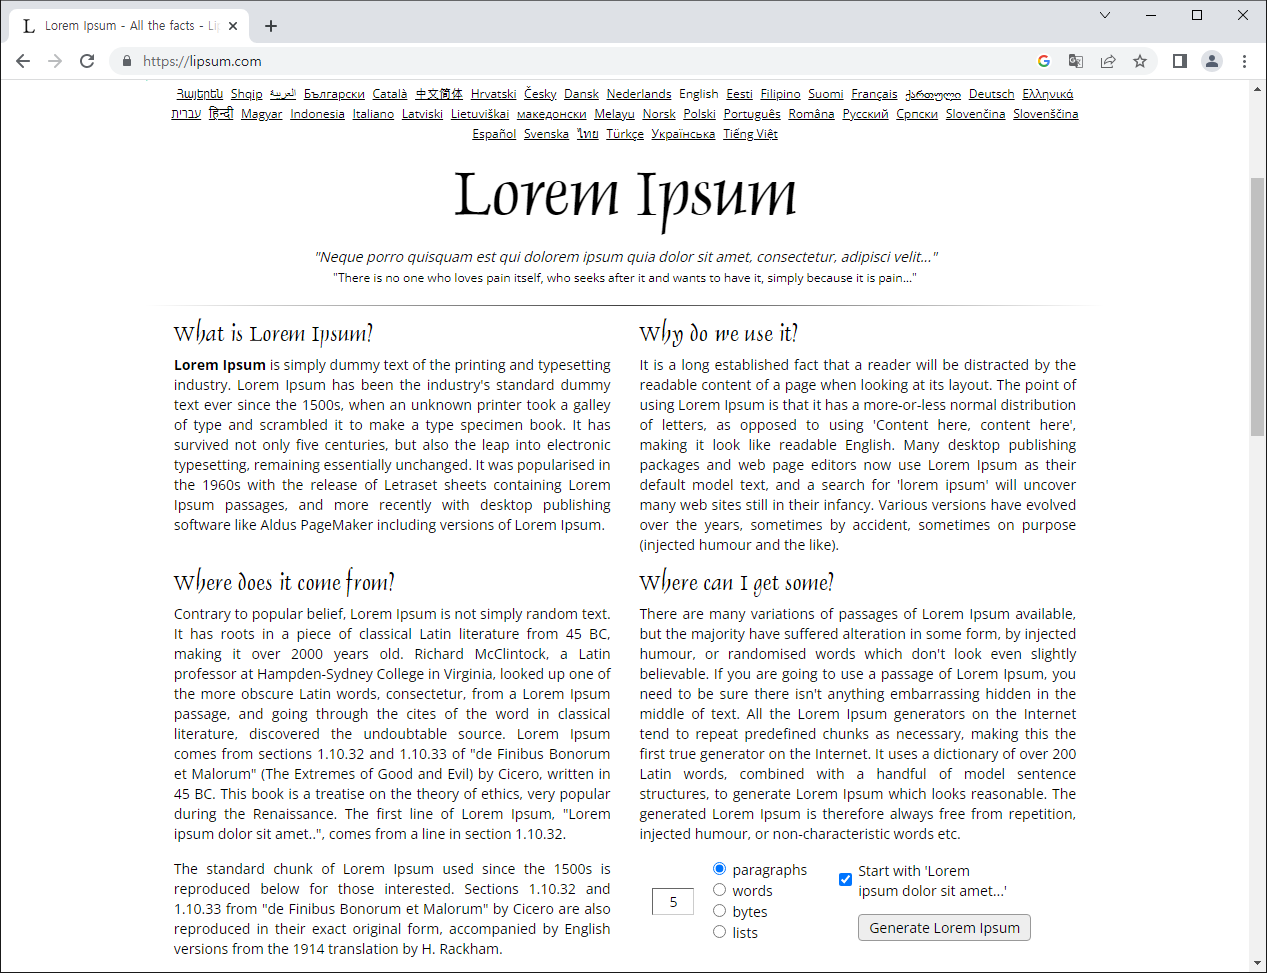 L Lorem Ipsum - All the facts - Lip
https://lipsum.com
Հայերեն Shqip العربية Български Català 中文简体 Hrvatski Česky Dansk Nederlands English Eesti Filipino Suomi Français ქართული Deutsch Ελληνικά
עברית हिन्दी Magyar Indonesia Italiano Latviski Lietuviškai македонски Melayu Norsk Polski Português Româna Русский Српски Slovenčina Slovenščina
Español Svenska ไทย Türkçe Українська Tiếng Việt
Lorem Ipsum
"Neque porro quisquam est qui dolorem ipsum quia dolor sit amet, consectetur, adipisci velit..."
"There is no one who loves pain itself, who seeks after it and wants to have it, simply because it is pain..."
What is Lorem Ipsum?
Lorem Ipsum is simply dummy text of the printing and typesetting
industry. Lorem Ipsum has been the industry's standard dummy
text ever since the 1500s, when an unknown printer took a galley
of type and scrambled it to make a type specimen book. It has
survived not only five centuries, but also the leap into electronic
typesetting, remaining essentially unchanged. It was popularised in
the 1960s with the release of Letraset sheets containing Lorem
Ipsum passages, and more recently with desktop publishing
software like Aldus PageMaker including versions of Lorem Ipsum.
Why do we use it?
It is a long established fact that a reader will be distracted by the
readable content of a page when looking at its layout. The point of
using Lorem Ipsum is that it has a more-or-less normal distribution
of letters, as opposed to using 'Content here, content here',
making it look like readable English. Many desktop publishing
packages and web page editors now use Lorem Ipsum as their
default model text, and a search for 'lorem ipsum' will uncover
many web sites still in their infancy. Various versions have evolved
over the years, sometimes by accident, sometimes on purpose
(injected humour and the like).
Where does it come from?
Contrary to popular belief, Lorem Ipsum is not simply random text.
It has roots in a piece of classical Latin literature from 45 BC,
making it over 2000 years old. Richard McClintock, a Latin
professor at Hampden-Sydney College in Virginia, looked up one of
the more obscure Latin words, consectetur, from a Lorem Ipsum
passage, and going through the cites of the word in classical
literature, discovered the undoubtable source. Lorem Ipsum
comes from sections 1.10.32 and 1.10.33 of "de Finibus Bonorum
et Malorum" (The Extremes of Good and Evil) by Cicero, written in
45 BC. This book is a treatise on the theory of ethics, very popular
during the Renaissance. The first line of Lorem Ipsum, "Lorem
ipsum dolor sit amet..", comes from a line in section 1.10.32.
The standard chunk of Lorem Ipsum used since the 1500s is
reproduced below for those interested. Sections 1.10.32 and
1.10.33 from "de Finibus Bonorum et Malorum" by Cicero are also
reproduced in their exact original form, accompanied by English
versions from the 1914 translation by H. Rackham.
Where can I get some?
There are many variations of passages of Lorem Ipsum available,
but the majority have suffered alteration in some form, by injected
humour, or randomised words which don't look even slightly
believable. If you are going to use a passage of Lorem Ipsum, you
need to be sure there isn't anything embarrassing hidden in the
middle of text. All the Lorem Ipsum generators on the Internet
tend to repeat predefined chunks as necessary, making this the
first true generator on the Internet. It uses a dictionary of over 200
Latin words, combined with a handful of model sentence
structures, to generate Lorem Ipsum which looks reasonable. The
generated Lorem Ipsum is therefore always free from repetition,
injected humour, or non-characteristic words etc.
5
paragraphs
words
bytes
lists
Start with 'Lorem
ipsum dolor sit amet...'
Generate Lorem Ipsum